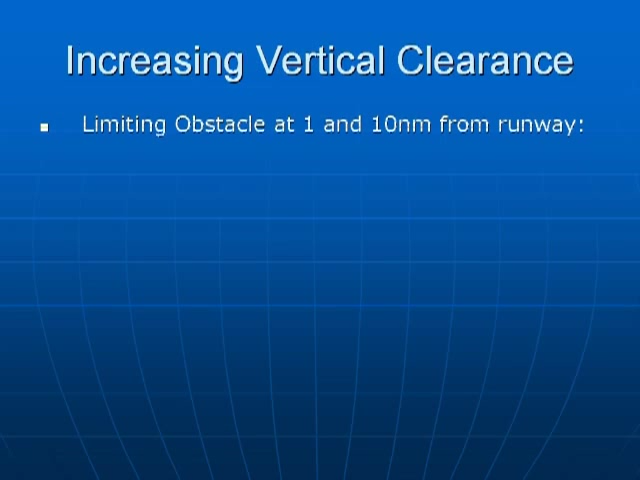 Increasing Vertical Clearance
Limiting Obstacle at 1 and 10nm from runway: